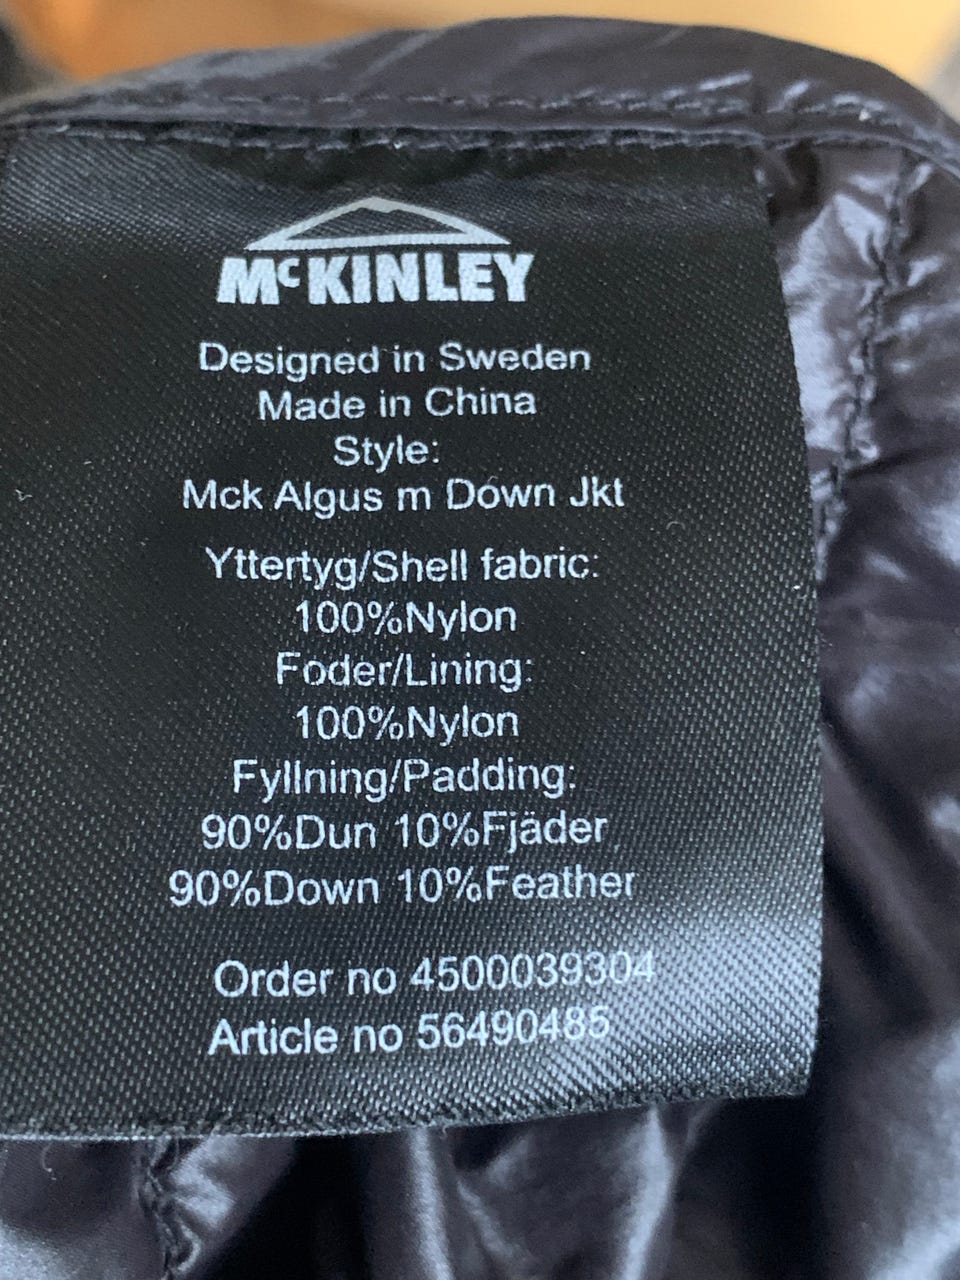 McKINLEY
Designed in Sweden
Made in China
Style:
Mck Algus m Down Jkt
Yttertyg/Shell fabric:
100%Nylon
Foder/Lining:
100%Nylon
Fyllning/Padding:
90%Dun 10%Fjäder
90%Down 10%Feather
Order no 4500039304
Article no 56490485